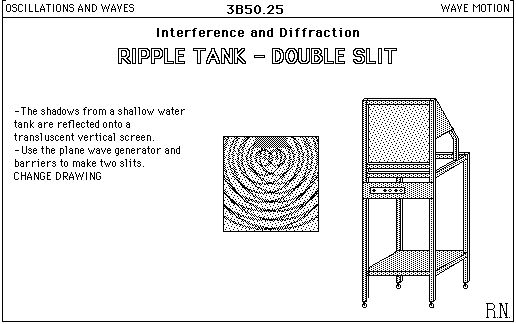 OSCILLATIONS AND WAVES 3B50.25 WAVE MOTION
Interference and Diffraction
RIPPLE TANK - DOUBLE SLIT
-The shadows from a shallow water
tank are reflected onto a
transluscent vertical screen.
-Use the plane wave generator and
barriers to make two slits.
CHANGE DRAWING
R.N.